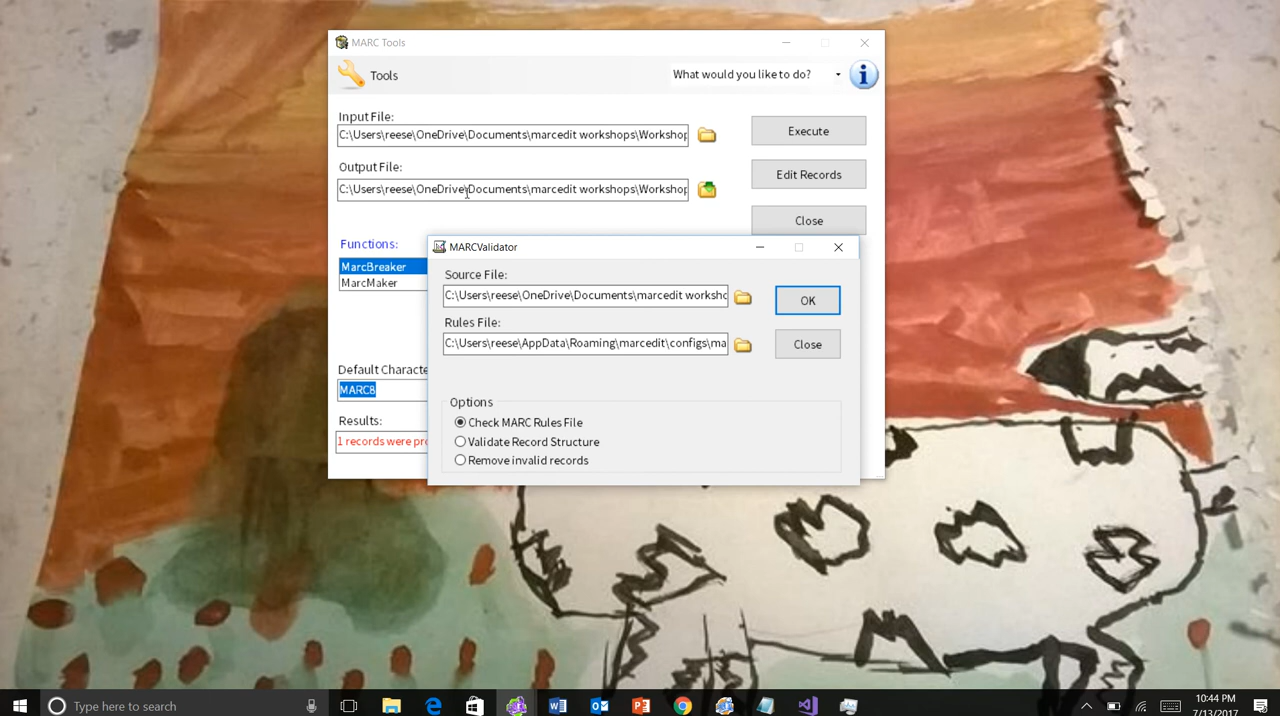 MARC Tools
Tools
What would you like to do?
Input File:
C:\Users\reese\OneDrive\Documents\marcedit workshops\Workshop
Execute
Output File:
C:\Users\reese\OneDrive\Documents\marcedit workshops\Workshop
Edit Records
Close
Functions:
MarcBreaker
MarcMaker
MARCValidator
Source File:
C:\Users\reese\OneDrive\Documents\marcedit worksho
OK
Rules File:
C:\Users\reese\AppData\Roaming\marcedit\configs\ma
Close
Default Characte
MARC8
Options
Check MARC Rules File
Validate Record Structure
Remove invalid records
Results:
1 records were pro
Type here to search
10:44 PM
7/13/2017